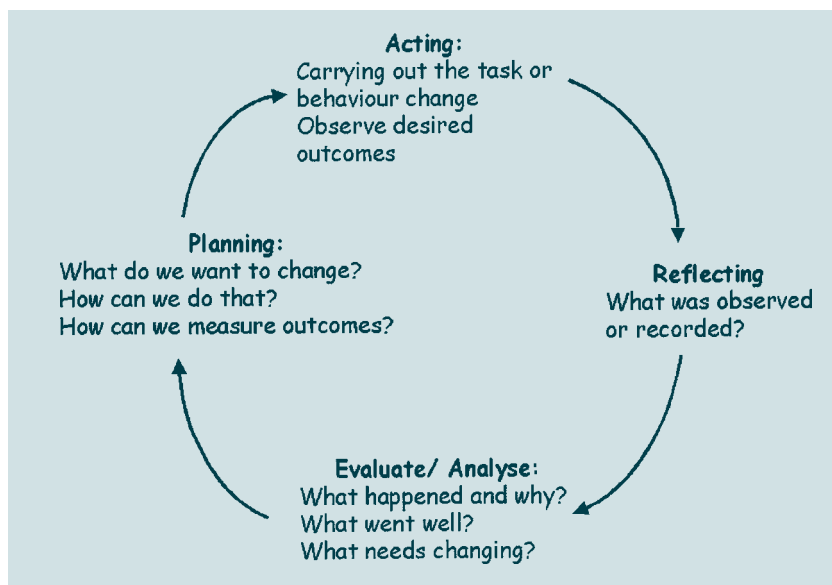 Acting:
Carrying out the task or
behaviour change
Observe desired
outcomes
Reflecting
What was observed
or recorded?
Evaluate/ Analyse:
What happened and why?
What went well?
What needs changing?
Planning:
What do we want to change?
How can we do that?
How can we measure outcomes?